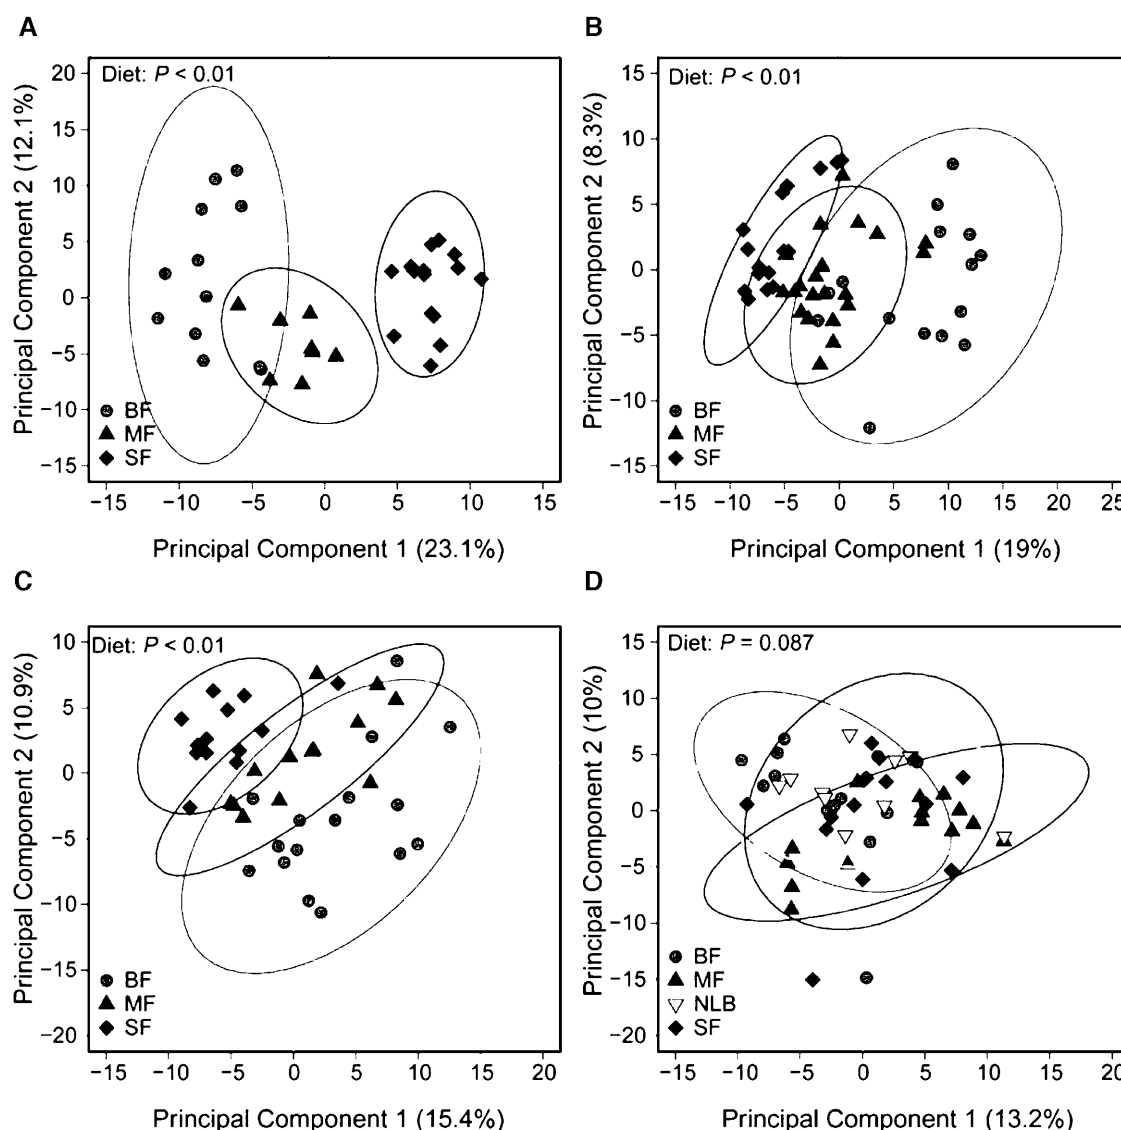 A
Diet: P < 0.01
Principal Component 2 (12.1%)
20
15
10
5
0
−5
−10
−15
BF
MF
SF
−15 −10 −5 0 5 10 15
Principal Component 1 (23.1%)
B
Diet: P < 0.01
Principal Component 2 (8.3%)
15
10
5
0
−5
−10
−15
BF
MF
SF
−15 −10 −5 0 5 10 15 20 25
Principal Component 1 (19%)
C
Diet: P < 0.01
Principal Component 2 (10.9%)
10
5
0
−5
−10
−15
−20
BF
MF
SF
−15 −10 −5 0 5 10 15 20
Principal Component 1 (15.4%)
D
Diet: P = 0.087
Principal Component 2 (10%)
15
10
5
0
−5
−10
−15
−20
BF
MF
NLB
SF
−15 −10 −5 0 5 10 15 20
Principal Component 1 (13.2%)